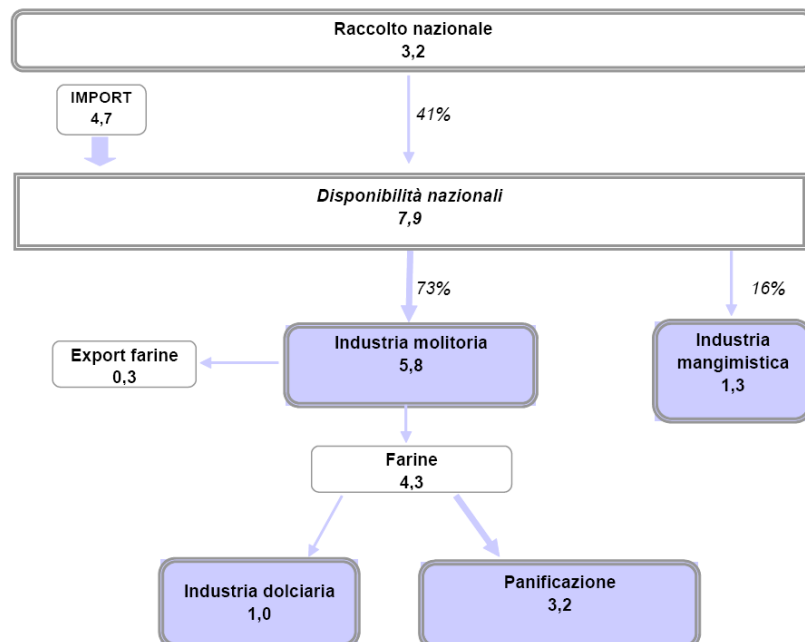 Raccolto nazionale
3,2
IMPORT
4,7
41%
Disponibilità nazionali
7,9
73%
16%
Industria molitoria
5,8
Industria
mangimistica
1,3
Export farine
0,3
Farine
4,3
Industria dolciaria
1,0
Panificazione
3,2